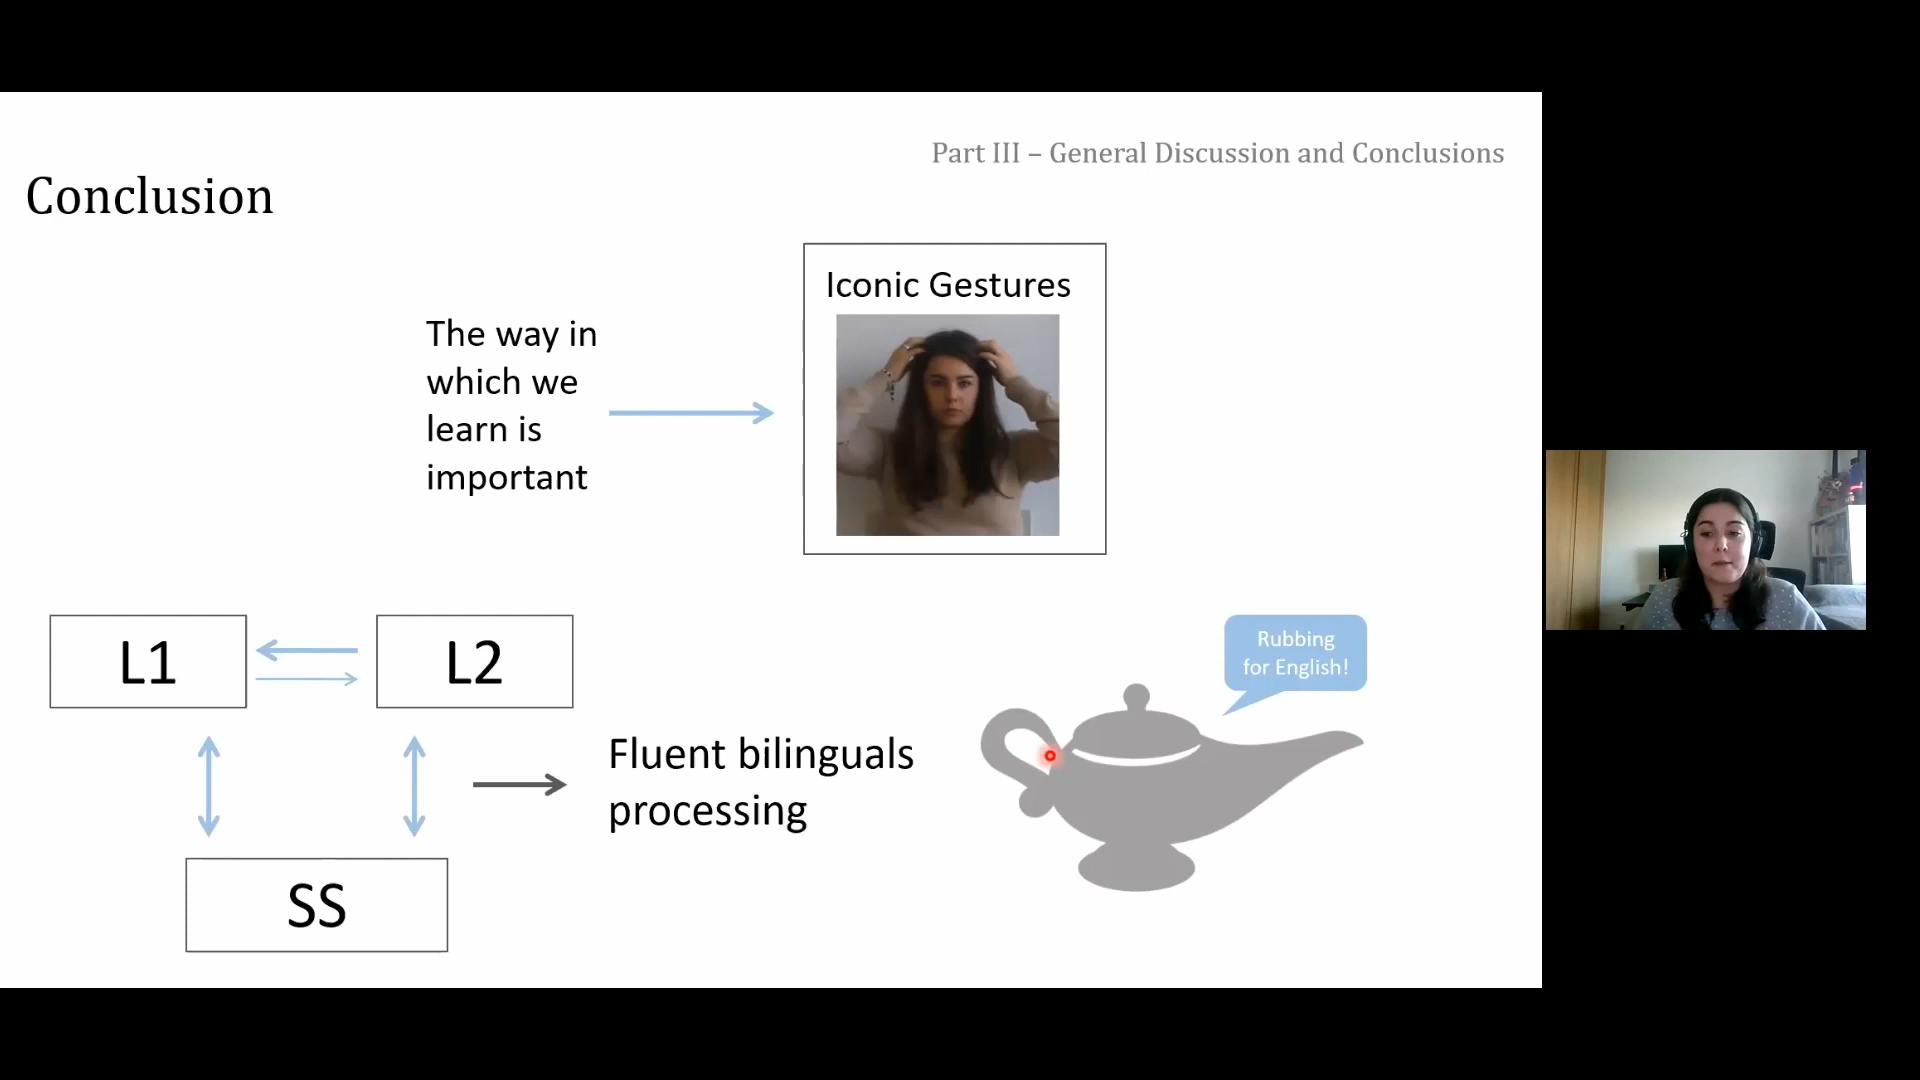 Part III – General Discussion and Conclusions
Conclusion
Iconic Gestures
The way in
which we
learn is
important
L1
L2
Rubbing
for English!
Fluent bilinguals
processing
SS